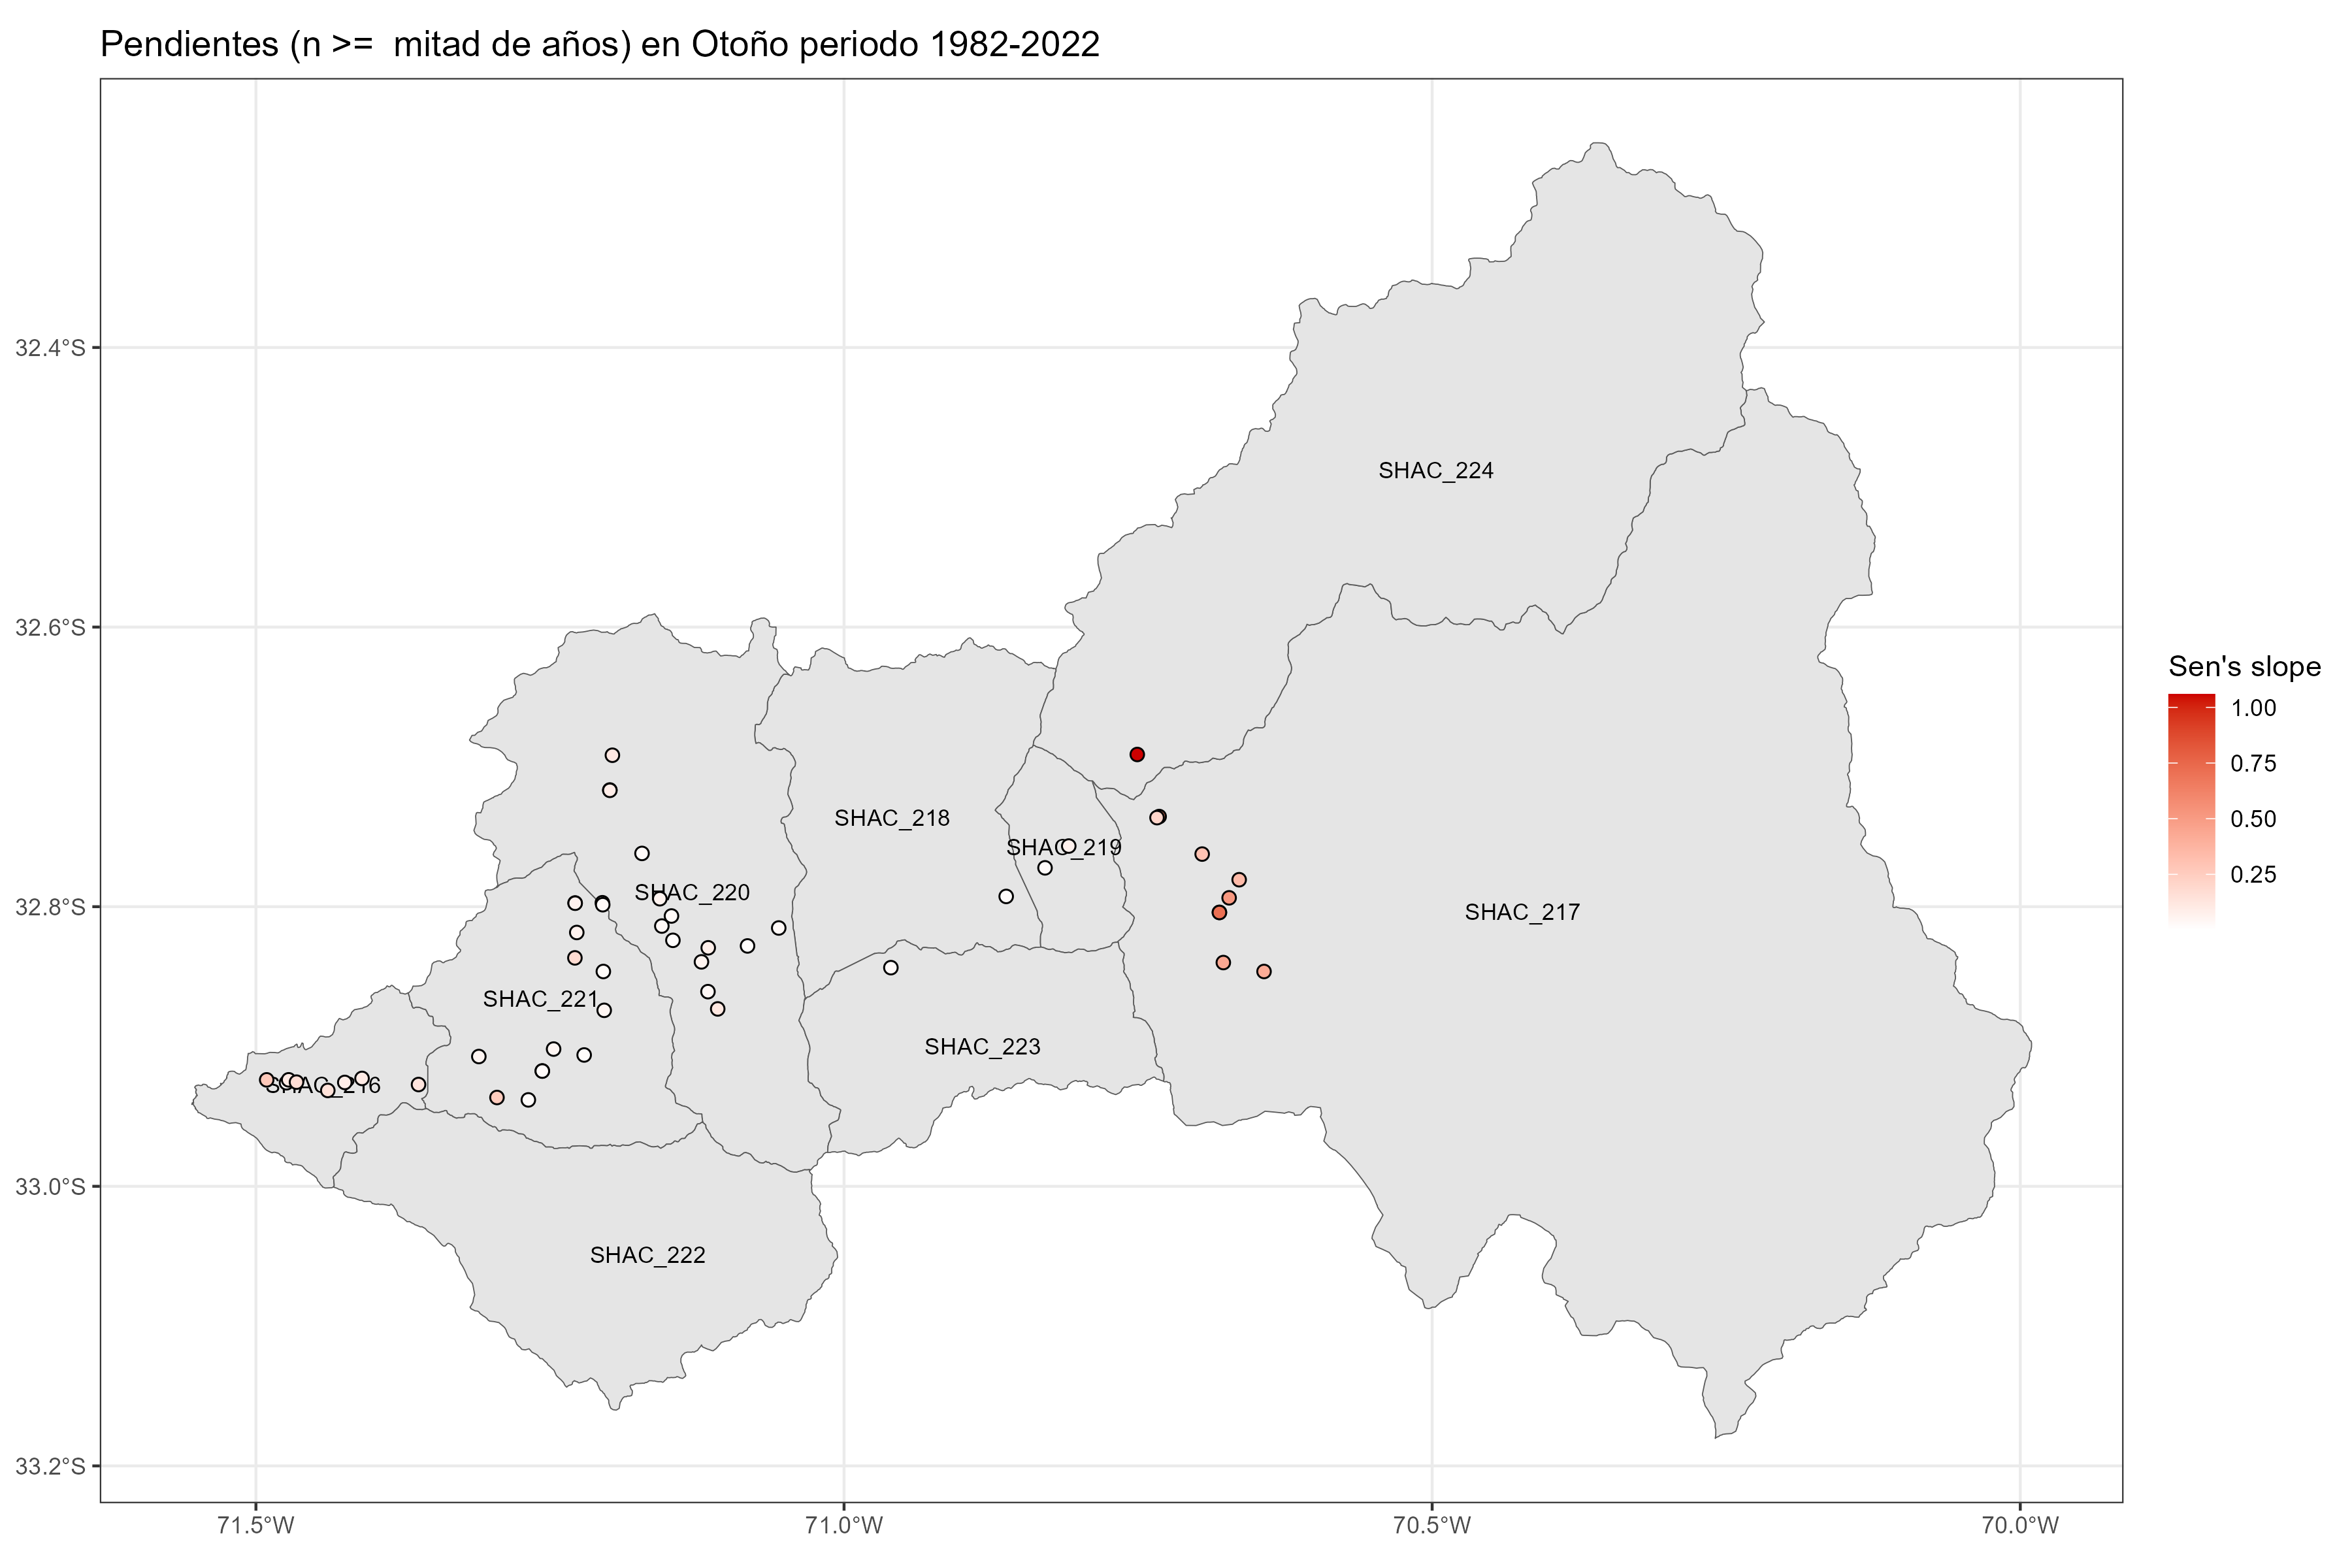 Pendientes (n >=  mitad de años) en Otoño periodo 1982-2022
32.4°S
32.6°S
32.8°S
33.0°S
33.2°S
71.5°W
71.0°W
70.5°W
70.0°W
SHAC_224
SHAC_218
SHAC_219
SHAC_220
SHAC_217
SHAC_221
SHAC_223
SHAC_216
SHAC_222
Sen's slope
1.00
0.75
0.50
0.25